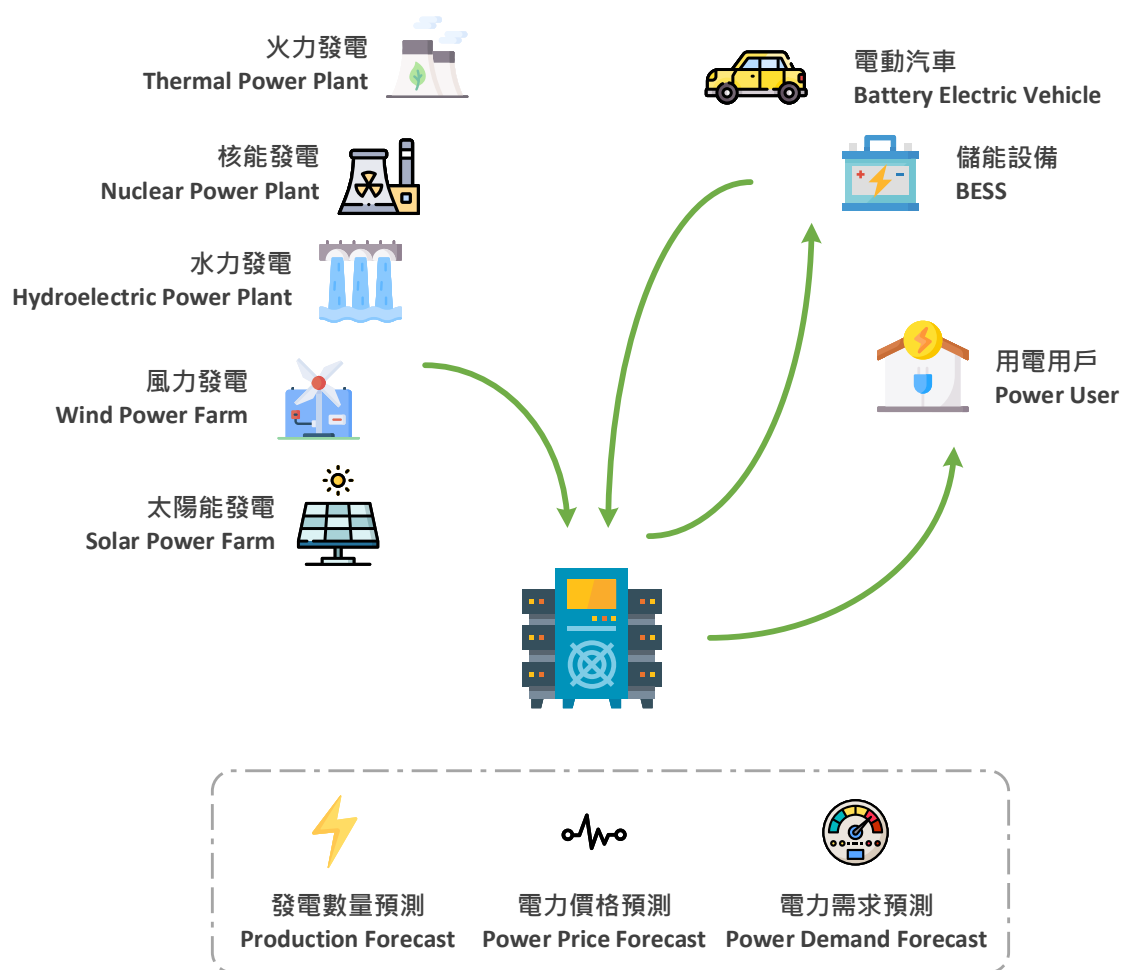 火力發電
Thermal Power Plant
核能發電
Nuclear Power Plant
水力發電
Hydroelectric Power Plant
風力發電
Wind Power Farm
太陽能發電
Solar Power Farm
電動汽車
Battery Electric Vehicle
儲能設備
BESS
用電用戶
Power User
發電數量預測
Production Forecast
電力價格預測
Power Price Forecast
電力需求預測
Power Demand Forecast